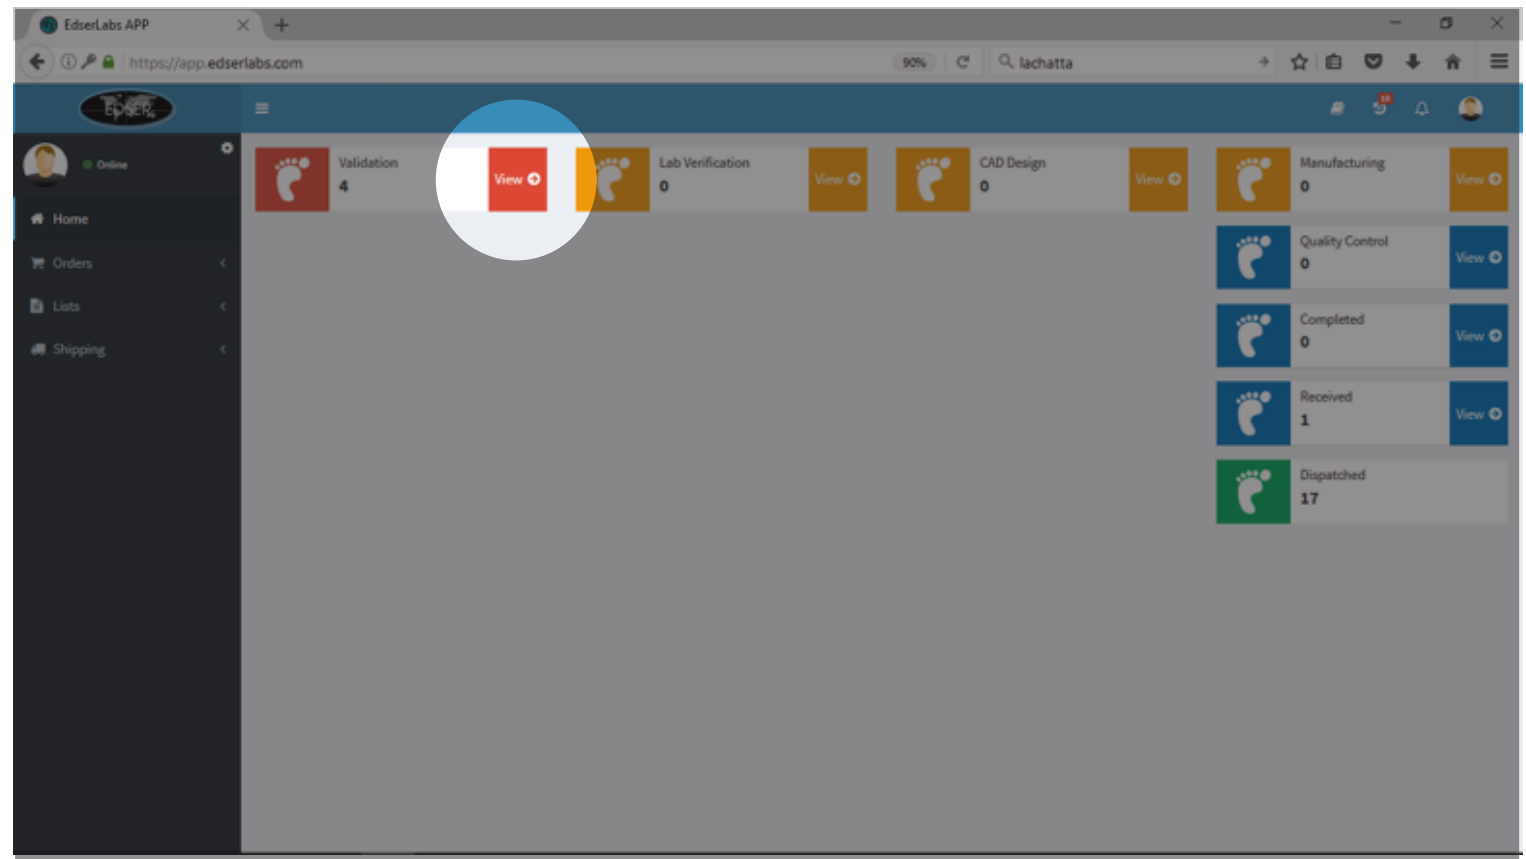 EdserLabs APP
https://app.edserlabs.com
90%
lachatta
EDSER
Online
Home
Orders
Lists
Shipping
Validation
4
View
Lab Verification
0
View
CAD Design
0
View
Manufacturing
0
View
Quality Control
0
View
Completed
0
View
Received
1
View
Dispatched
17